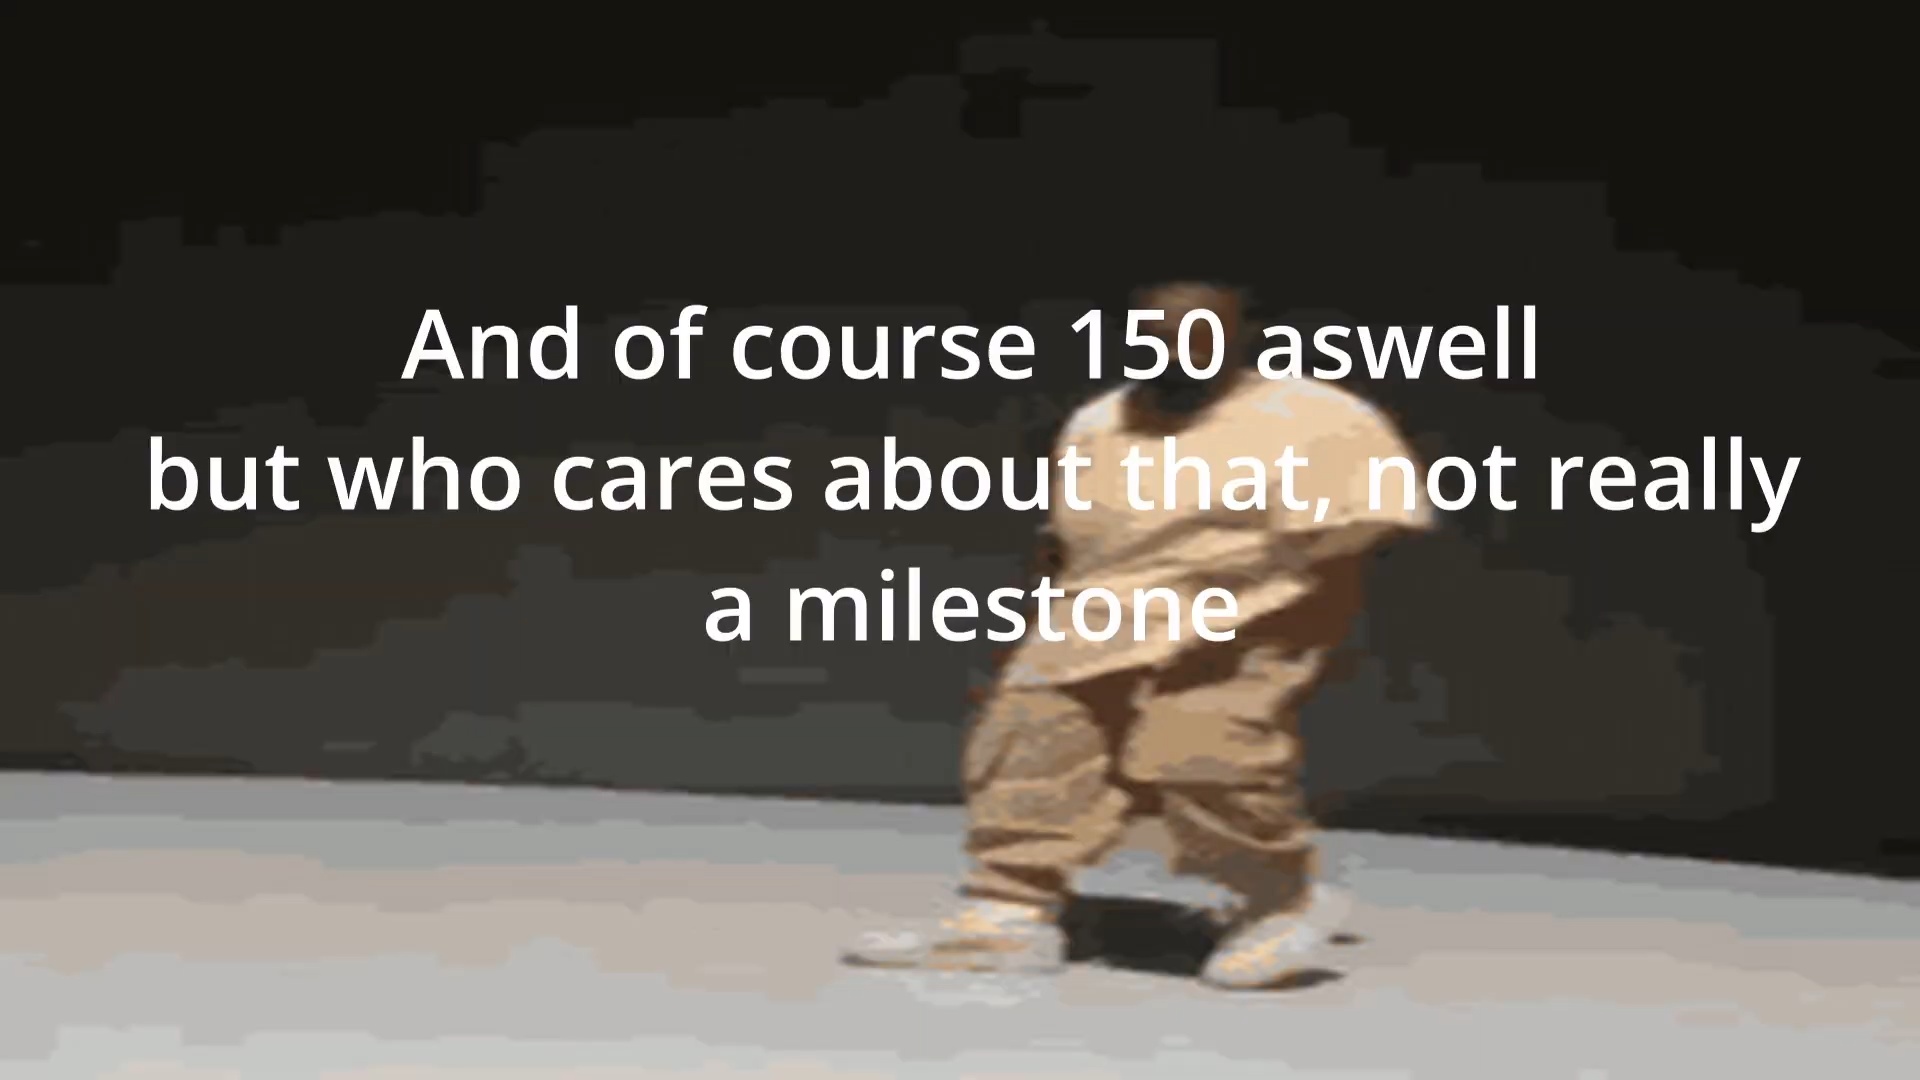 And of course 150 aswell
but who cares about that, not really
a milestone